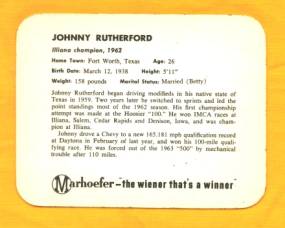 JOHNNY RUTHERFORD
Illiana champion, 1962
Home Town: Fort Worth, Texas Age: 26
Birth Date: March 12, 1938 Height: 5'11"
Weight: 158 pounds Marital Status: Married (Betty)
Johnny Rutherford began driving modifieds in his native state of
Texas in 1959. Two years later he switched to sprints and led the
point standings most of the 1962 season. His first championship
attempt was made at the Hoosier "100." He won IMCA races at
Illiana, Salem, Cedar Rapids and Denison, Iowa, and was champion
at Illiana.
Johnny drove a Chevy to a new 165.181 mph qualification record
at Daytona in February of last year, and won his 100-mile qualifying
race. He was forced out of the 1963 "500" by mechanical
trouble after 110 miles.
Marhoefer - "the wiener that's a winner"